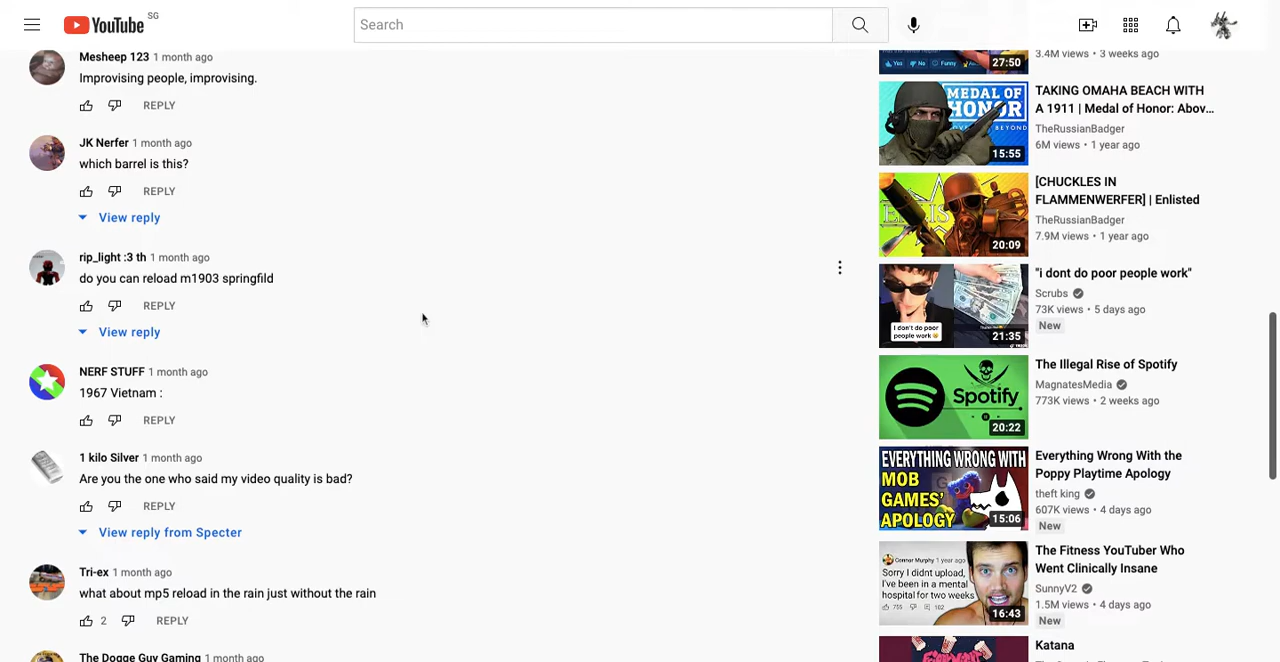 YouTube SG
Search
Mesheep 123 1 month ago
Improvising people, improvising.
REPLY
JK Nerfer 1 month ago
which barrel is this?
REPLY
View reply
rip_light :3 th 1 month ago
do you can reload m1903 springfild
REPLY
View reply
NERF STUFF 1 month ago
1967 Vietnam :
REPLY
1 kilo Silver 1 month ago
Are you the one who said my video quality is bad?
REPLY
View reply from Specter
Tri-ex 1 month ago
what about mp5 reload in the rain just without the rain
2 REPLY
The Dogge Guy Gaming 1 month ago
Yes No Funny
27:50
3.4M views • 3 weeks ago
MEDAL OF
HONOR
BEYOND
15:55
TAKING OMAHA BEACH WITH
A 1911 | Medal of Honor: Abov...
TheRussianBadger
6M views • 1 year ago
20:09
[CHUCKLES IN
FLAMMENWERFER] | Enlisted
TheRussianBadger
7.9M views • 1 year ago
I don't do poor
people work
21:35
"i dont do poor people work"
Scrubs
73K views • 5 days ago
New
Spotify
20:22
The Illegal Rise of Spotify
MagnatesMedia
773K views • 2 weeks ago
EVERYTHING WRONG WITH
MOB
GAMES'
APOLOGY
15:06
Everything Wrong With the
Poppy Playtime Apology
theft king
607K views • 4 days ago
New
Connor Murphy 1 year ago
Sorry I didnt upload,
I've been in a mental
hospital for two weeks
755 102
16:43
The Fitness YouTuber Who
Went Clinically Insane
SunnyV2
1.5M views • 4 days ago
New
Katana